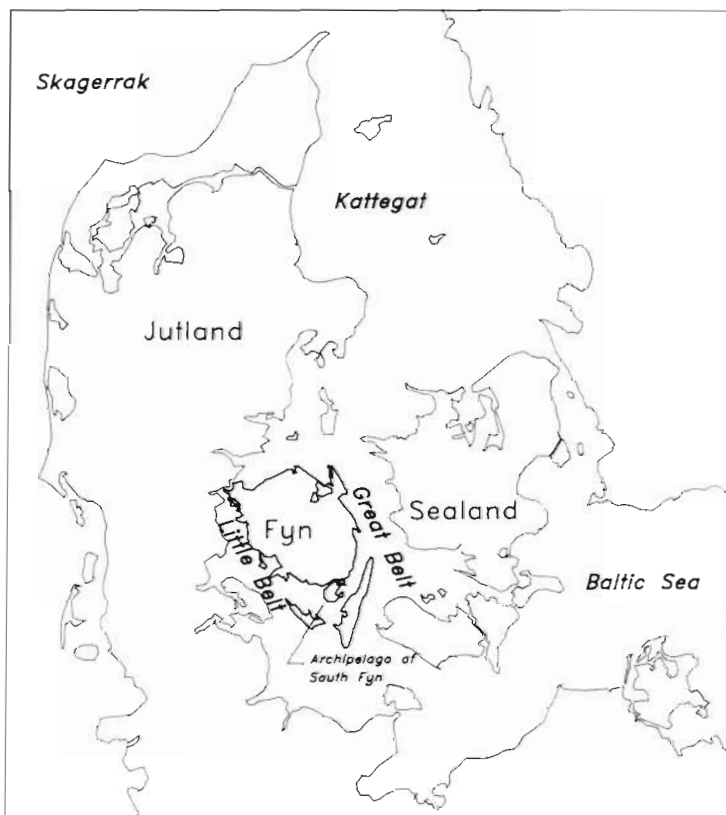 Skagerrak
Kattegat
Jutland
Great Belt
Sealand
Fyn
Little Belt
Baltic Sea
Archipelago of
South Fyn